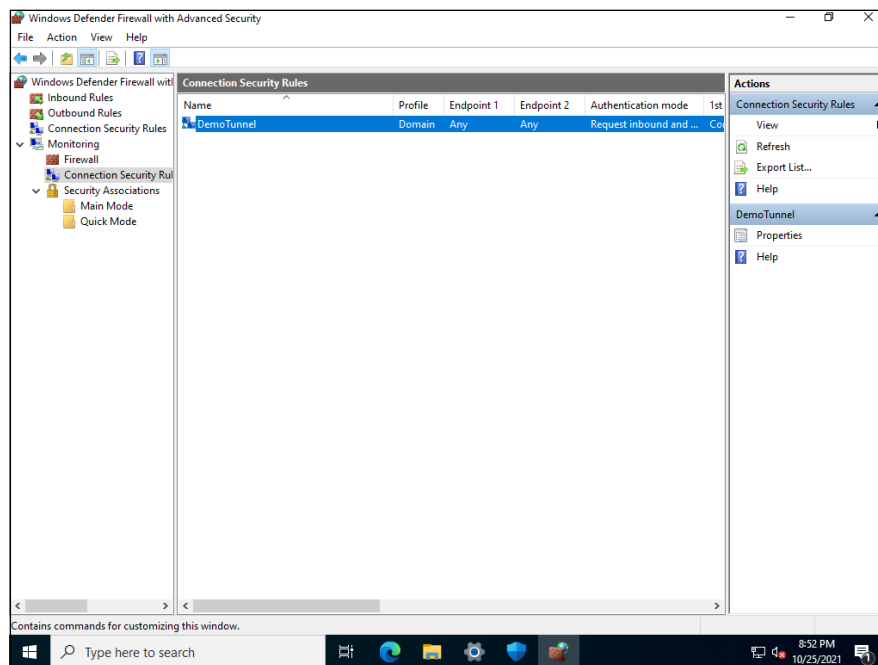 Windows Defender Firewall with Advanced Security
File Action View Help
Windows Defender Firewall with
Inbound Rules
Outbound Rules
Connection Security Rules
Monitoring
Firewall
Connection Security Rul
Security Associations
Main Mode
Quick Mode
Connection Security Rules
Name Profile Endpoint 1 Endpoint 2 Authentication mode 1st
DemoTunnel Domain Any Any Request inbound and ... Co
Actions
Connection Security Rules
View
Refresh
Export List...
Help
DemoTunnel
Properties
Help
Contains commands for customizing this window.
Type here to search
8:52 PM
10/25/2021
1